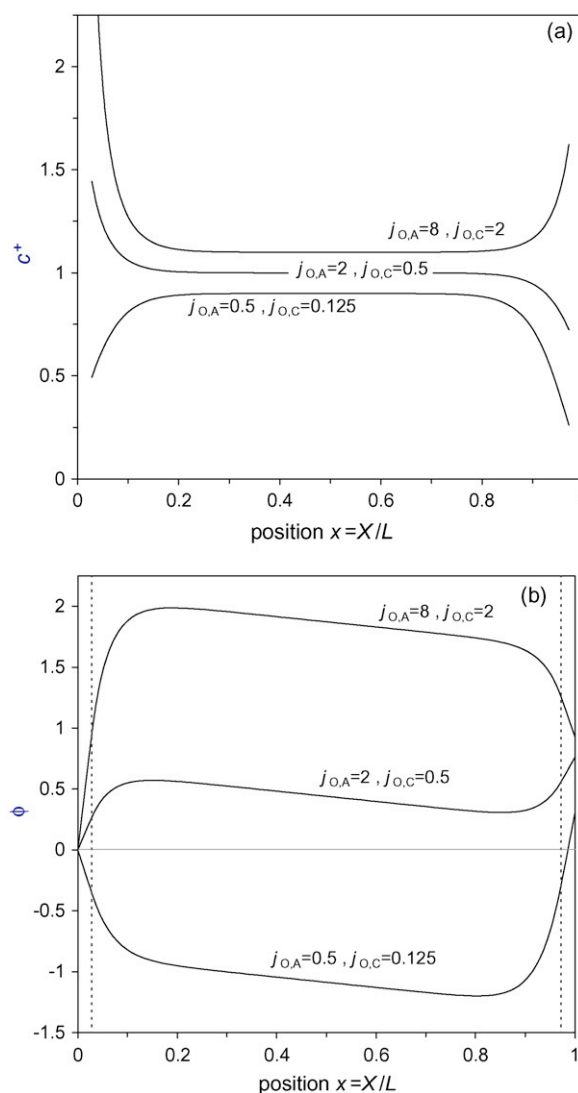 (a)
2
1.5
1
0.5
0
c+
j O,A=8 , j O,C=2
j O,A=2 , j O,C=0.5
j O,A=0.5 , j O,C=0.125
0 0.2 0.4 0.6 0.8
position x=X/L
(b)
2
1.5
1
0.5
0
-0.5
-1
-1.5
ϕ
j O,A=8 , j O,C=2
j O,A=2 , j O,C=0.5
j O,A=0.5 , j O,C=0.125
0 0.2 0.4 0.6 0.8 1
position x=X/L